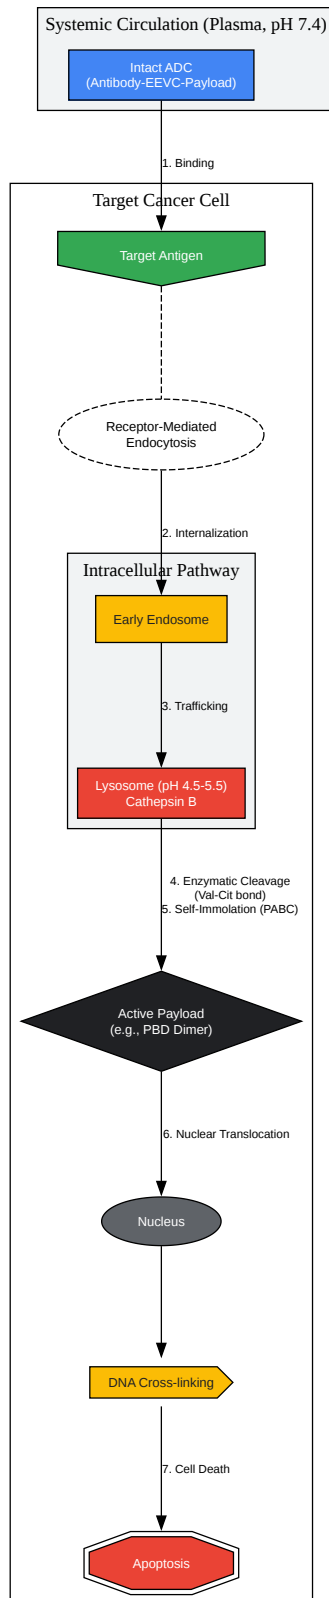 Systemic Circulation (Plasma, pH 7.4)
Intact ADC
(Antibody-EEVC-Payload)
1. Binding
Target Cancer Cell
Target Antigen
Receptor-Mediated
Endocytosis
2. Internalization
Intracellular Pathway
Early Endosome
3. Trafficking
Lysosome (pH 4.5-5.5)
Cathepsin B
4. Enzymatic Cleavage
(Val-Cit bond)
5. Self-Immolation (PABC)
Active Payload
(e.g., PBD Dimer)
6. Nuclear Translocation
Nucleus
DNA Cross-linking
7. Cell Death
Apoptosis